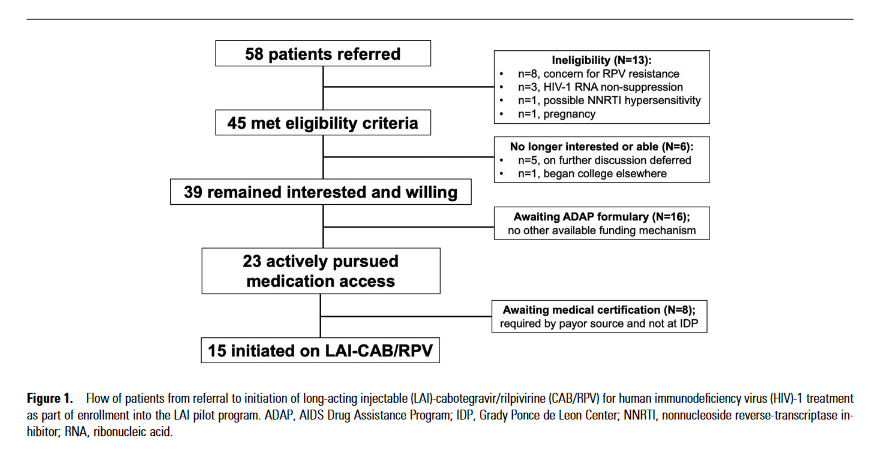 58 patients referred
Ineligibility (N=13):
• n=8, concern for RPV resistance
• n=3, HIV-1 RNA non-suppression
• n=1, possible NNRTI hypersensitivity
• n=1, pregnancy
45 met eligibility criteria
No longer interested or able (N=6):
• n=5, on further discussion deferred
• n=1, began college elsewhere
39 remained interested and willing
Awaiting ADAP formulary (N=16);
no other available funding mechanism
23 actively pursued
medication access
Awaiting medical certification (N=8);
required by payor source and not at IDP
15 initiated on LAI-CAB/RPV
Figure 1. Flow of patients from referral to initiation of long-acting injectable (LAI)-cabotegravir/rilpivirine (CAB/RPV) for human immunodeficiency virus (HIV)-1 treatment
as part of enrollment into the LAI pilot program. ADAP, AIDS Drug Assistance Program; IDP, Grady Ponce de Leon Center; NNRTI, nonnucleoside reverse-transcriptase in-
hibitor; RNA, ribonucleic acid.